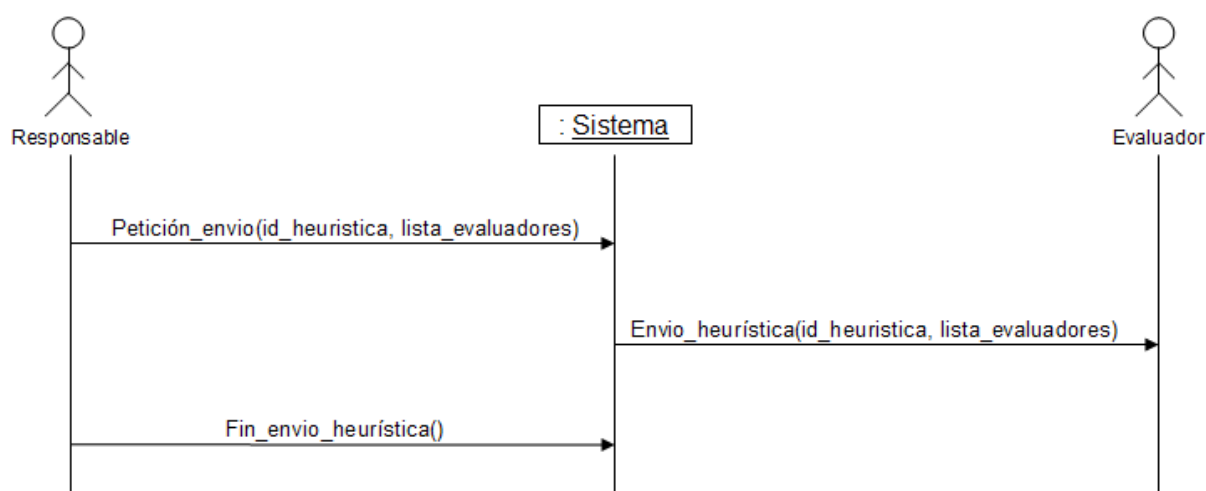 Responsable
: Sistema
Evaluador
Petición_envio(id_heuristica, lista_evaluadores)
Envio_heurística(id_heuristica, lista_evaluadores)
Fin_envio_heurística()